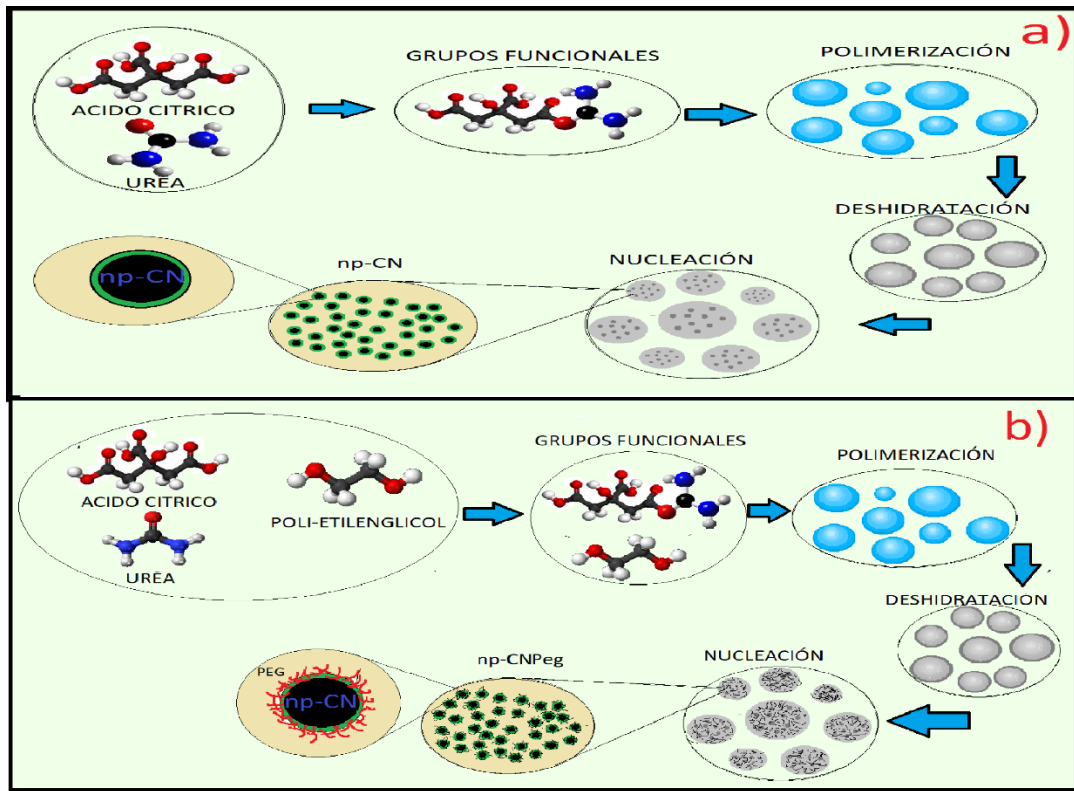 a)
GRUPOS FUNCIONALES
POLIMERIZACIÓN
ACIDO CITRICO
UREA
DESHIDRATACIÓN
NUCLEACIÓN
np-CN
np-CN
b)
GRUPOS FUNCIONALES
POLIMERIZACIÓN
ACIDO CITRICO
POLI-ETILENGLICOL
UREA
DESHIDRATACION
NUCLEACIÓN
np-CNPeg
PEG
np-CN